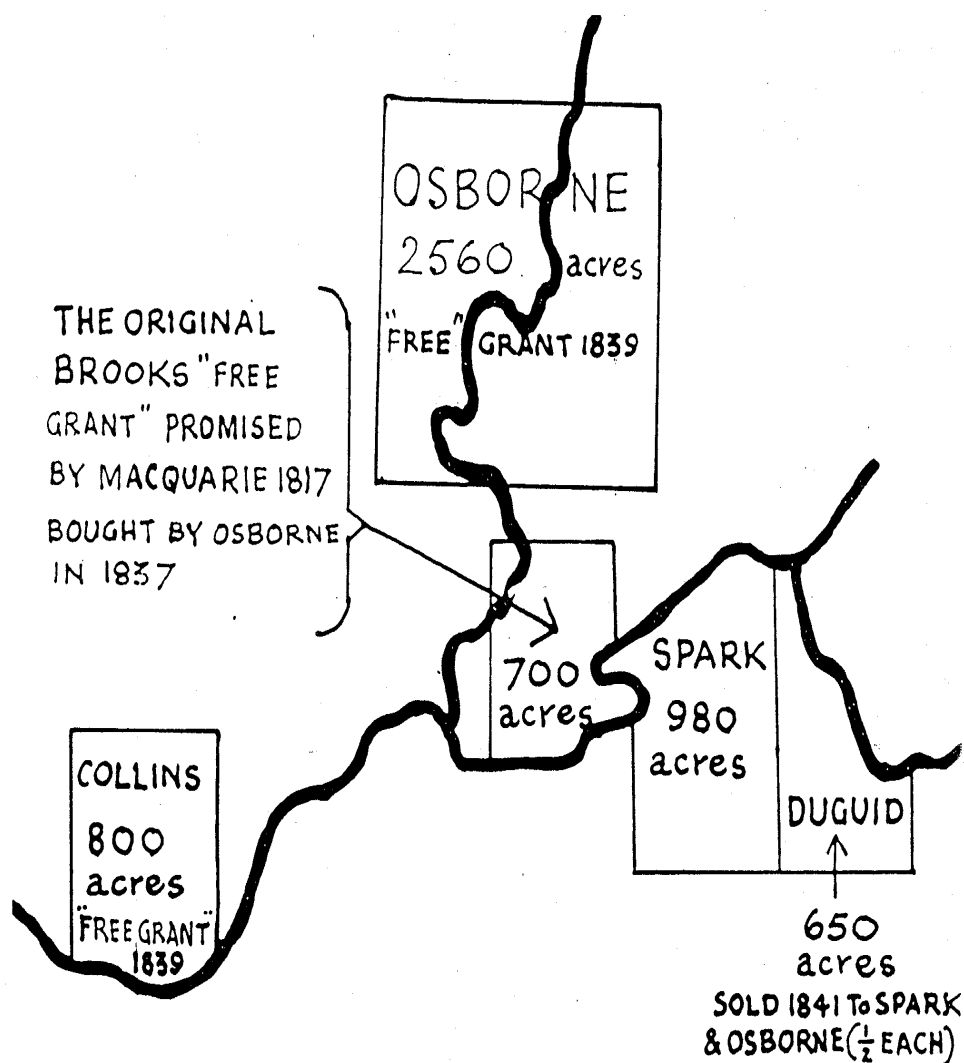 OSBORNE
2560 acres
"FREE" GRANT 1839
THE ORIGINAL
BROOKS "FREE
GRANT" PROMISED
BY MACQUARIE 1817
BOUGHT BY OSBORNE
IN 1837
700
acres
SPARK
980
acres
COLLINS
800
acres
"FREE GRANT"
1839
DUGUID
650
acres
SOLD 1841 To SPARK
& OSBORNE (½ EACH)